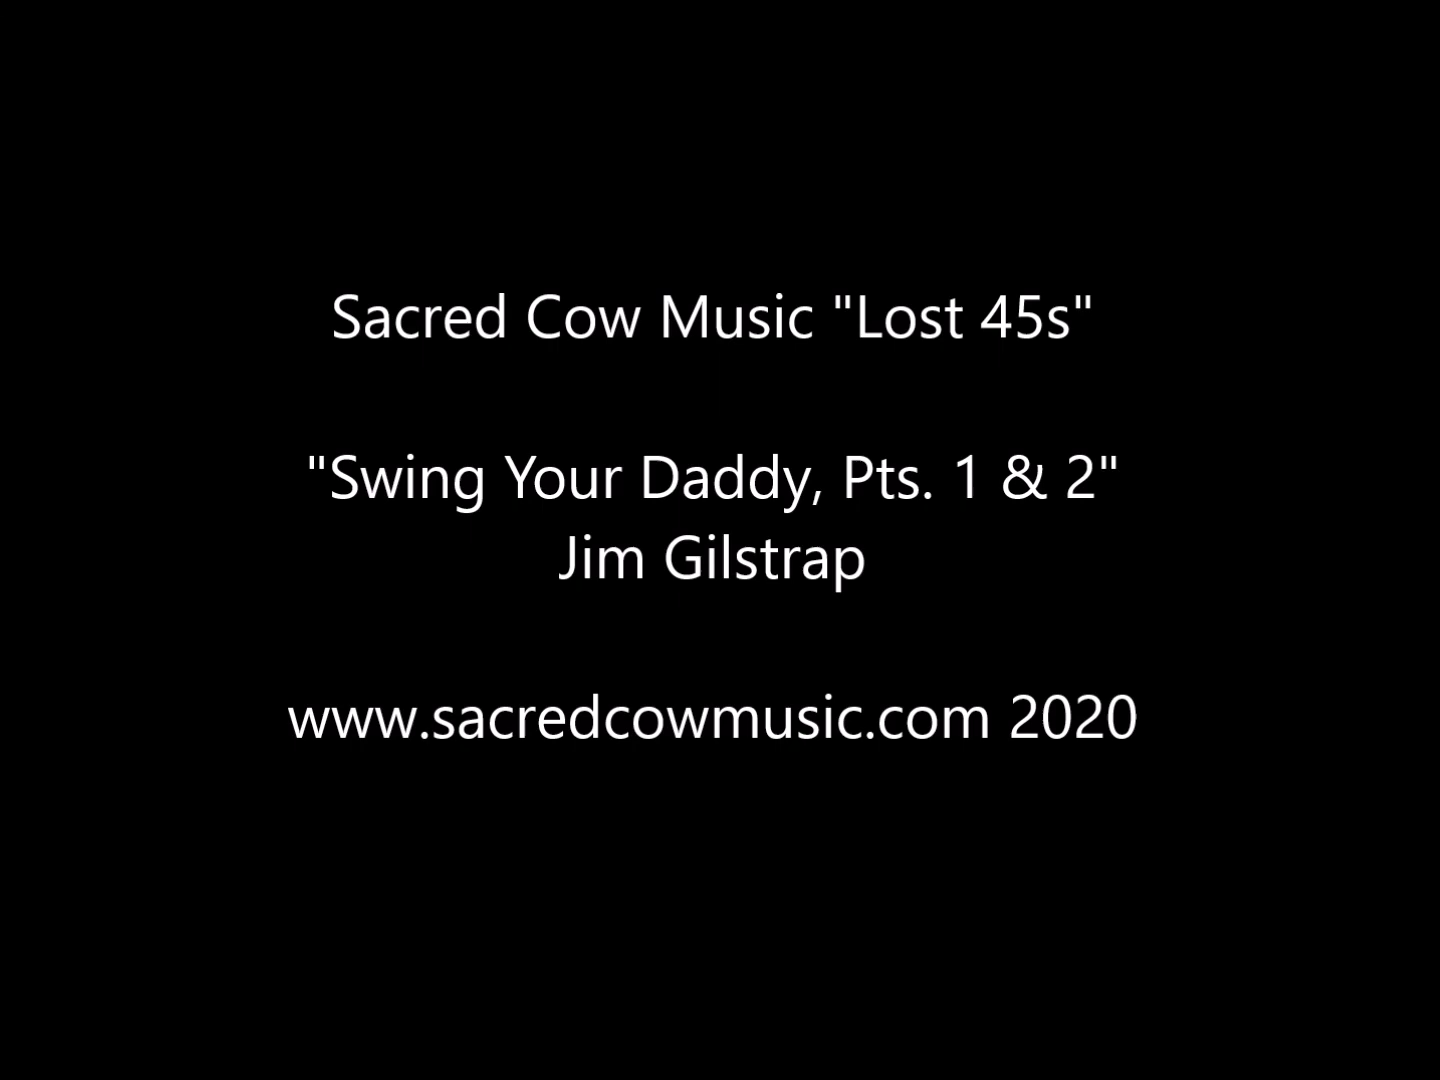 Sacred Cow Music "Lost 45s"
"Swing Your Daddy, Pts. 1 & 2"
Jim Gilstrap
www.sacredcowmusic.com 2020